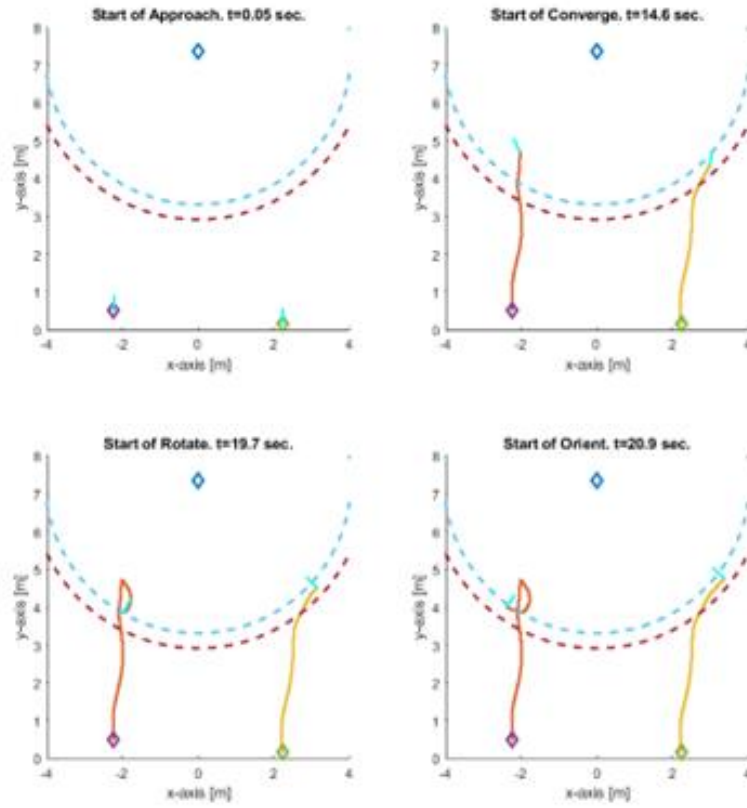 Start of Approach. t=0.05 sec.
8
7
6
5
4
3
2
1
0
y-axis [m]
-4 -2 0 2 4
x-axis [m]
Start of Converge. t=14.6 sec.
8
7
6
5
4
3
2
1
0
y-axis [m]
-4 -2 0 2 4
x-axis [m]
Start of Rotate. t=19.7 sec.
8
7
6
5
4
3
2
1
0
y-axis [m]
-4 -2 0 2 4
x-axis [m]
Start of Orient. t=20.9 sec.
8
7
6
5
4
3
2
1
0
y-axis [m]
-4 -2 0 2 4
x-axis [m]